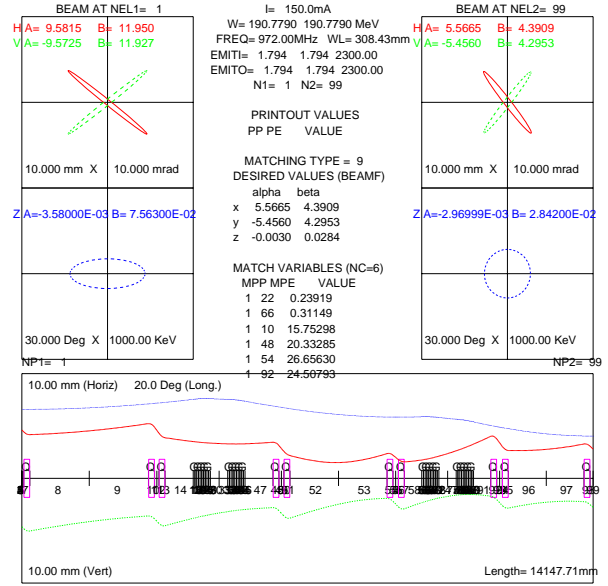 BEAM AT NEL1= 1
H A= 9.5815 B= 11.950
V A= -9.5725 B= 11.927
10.000 mm X 10.000 mrad
Z A=-3.58000E-03 B= 7.56300E-02
30.000 Deg X 1000.00 KeV
NP1= 1
I= 150.0mA
W= 190.7790 190.7790 MeV
FREQ= 972.00MHz WL= 308.43mm
EMITI= 1.794 1.794 2300.00
EMITO= 1.794 1.794 2300.00
N1= 1 N2= 99
PRINTOUT VALUES
PP PE VALUE
MATCHING TYPE = 9
DESIRED VALUES (BEAMF)
alpha beta
x 5.5665 4.3909
y -5.4560 4.2953
z -0.0030 0.0284
MATCH VARIABLES (NC=6)
MPP MPE VALUE
1 22 0.23919
1 66 0.31149
1 10 15.75298
1 48 20.33285
1 54 26.65630
1 92 24.50793
BEAM AT NEL2= 99
H A= 5.5665 B= 4.3909
V A= -5.4560 B= 4.2953
10.000 mm X 10.000 mrad
Z A=-2.96999E-03 B= 2.84200E-02
30.000 Deg X 1000.00 KeV
NP2= 99
10.00 mm (Horiz) 20.0 Deg (Long.)
8 9 14 47 52 53 96 97
10.00 mm (Vert) Length= 14147.71mm